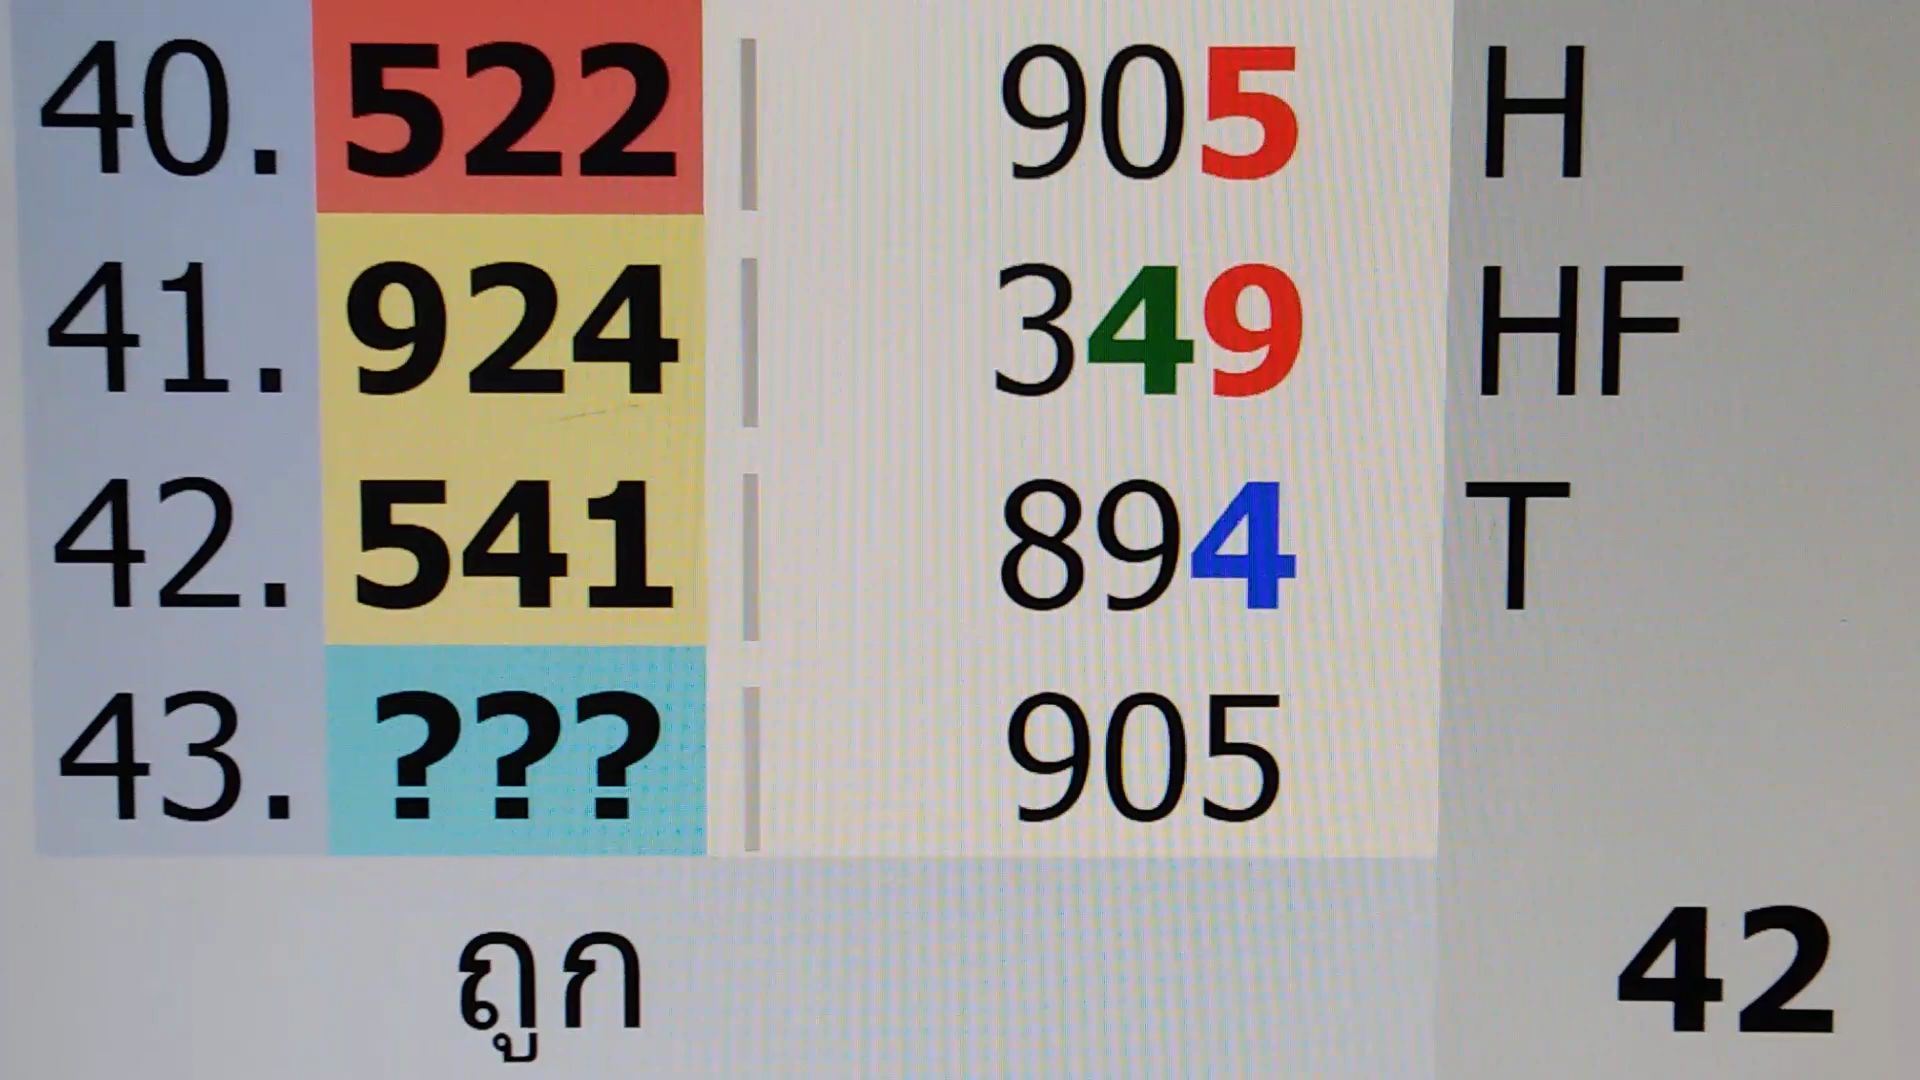 40. 522 | 905 H
41. 924 | 349 HF
42. 541 | 894 T
43. ??? | 905
ถูก 42